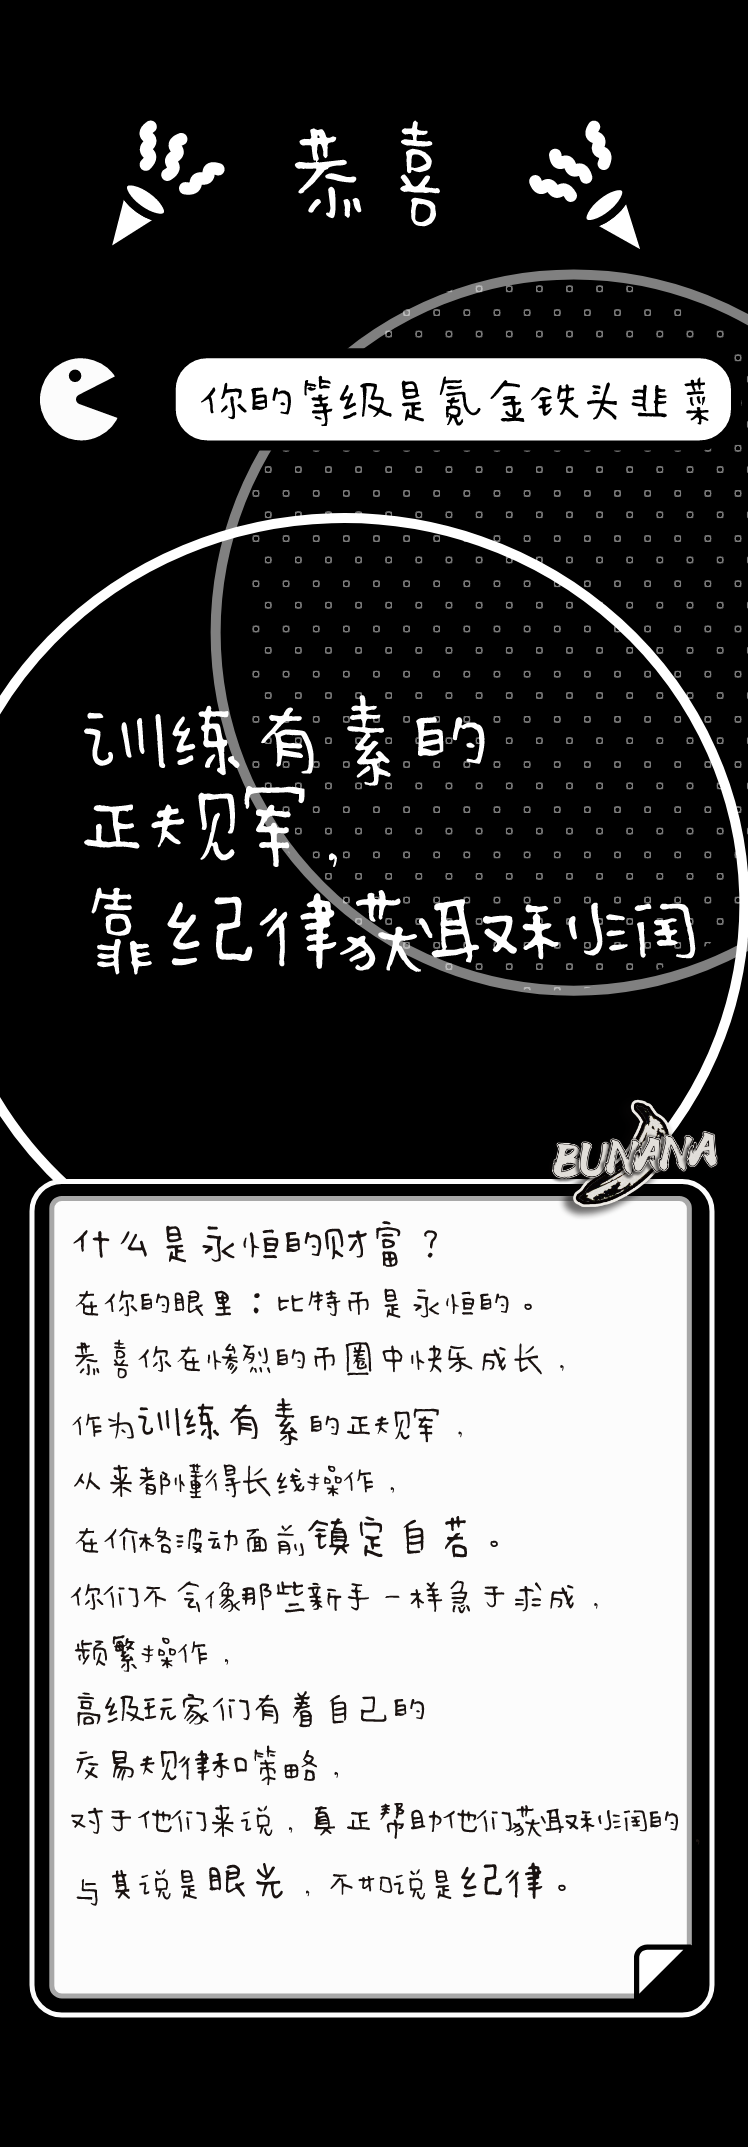 恭喜
你的等级是氪金铁头韭菜
训练有素的
正规军，
靠纪律获取利润
BUNANA
什么是永恒的财富？
在你的眼里：比特币是永恒的。
恭喜你在惨烈的币圈中快乐成长，
作为训练有素的正规军，
从来都懂得长线操作，
在价格波动面前镇定自若。
你们不会像那些新手一样急于求成，
频繁操作，
高级玩家们有着自己的
交易规律和策略，
对于他们来说，真正帮助他们获取利润的
与其说是眼光，不如说是纪律。